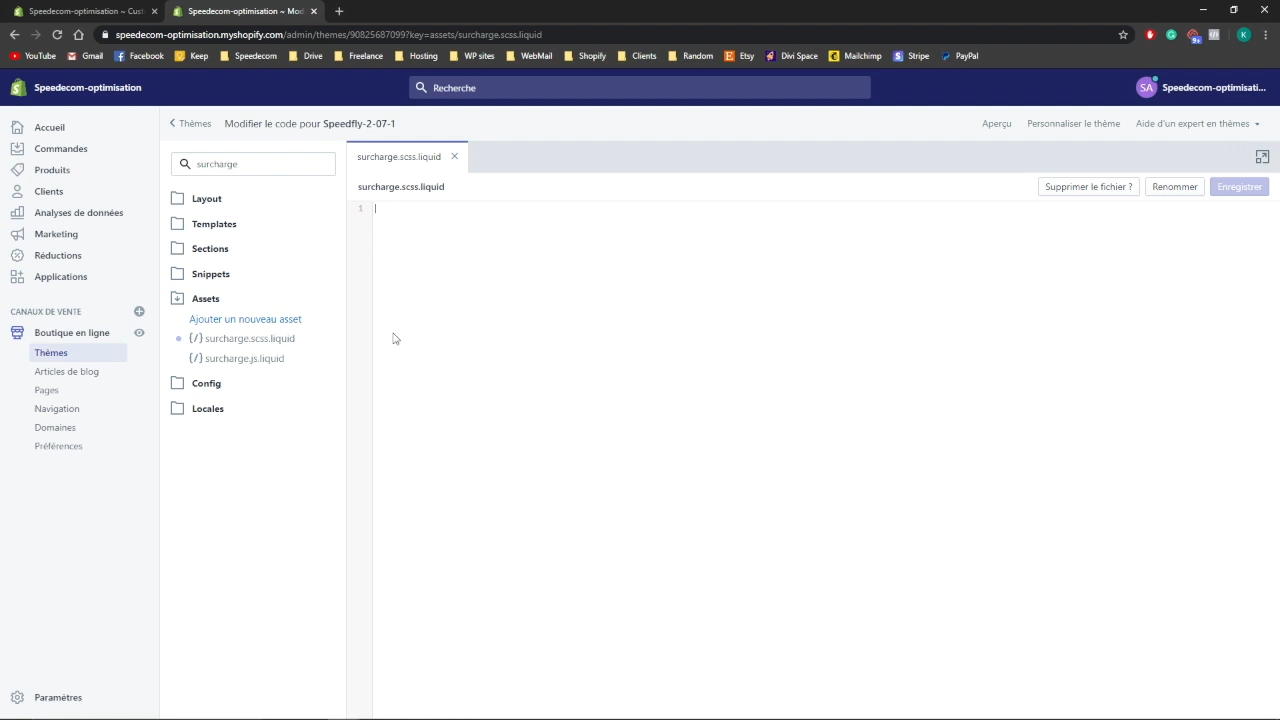 Speedecom-optimisation ~ Cust
Speedecom-optimisation ~ Mod
speedecom-optimisation.myshopify.com/admin/themes/90825687099?key=assets/surcharge.scss.liquid
K
YouTube
Gmail
Facebook
Keep
Speedecom
Drive
Freelance
Hosting
WP sites
WebMail
Shopify
Clients
Random
Etsy
Divi Space
Mailchimp
Stripe
PayPal
Speedecom-optimisation
Recherche
SA
Speedecom-optimisati...
Accueil
Commandes
Produits
Clients
Analyses de données
Marketing
Réductions
Applications
CANAUX DE VENTE
Boutique en ligne
Thèmes
Articles de blog
Pages
Navigation
Domaines
Préférences
Paramètres
Thèmes
Modifier le code pour Speedfly-2-07-1
Aperçu
Personnaliser le thème
Aide d'un expert en thèmes
surcharge
Layout
Templates
Sections
Snippets
Assets
Ajouter un nouveau asset
{/} surcharge.scss.liquid
{/} surcharge.js.liquid
Config
Locales
surcharge.scss.liquid
surcharge.scss.liquid
Supprimer le fichier ?
Renommer
Enregistrer
1